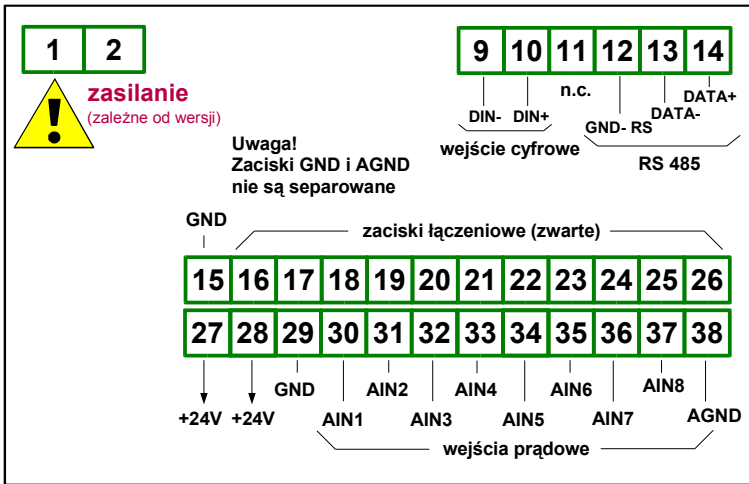 1 2
zasilanie
(zależne od wersji)
9 10 11 12 13 14
DIN- DIN+ n.c. GND- RS DATA- DATA+
wejście cyfrowe
RS 485
Uwaga!
Zaciski GND i AGND
nie są separowane
GND
zaciski łączeniowe (zwarte)
15 16 17 18 19 20 21 22 23 24 25 26
27 28 29 30 31 32 33 34 35 36 37 38
+24V +24V GND AIN1 AIN2 AIN3 AIN4 AIN5 AIN6 AIN7 AIN8 AGND
wejścia prądowe